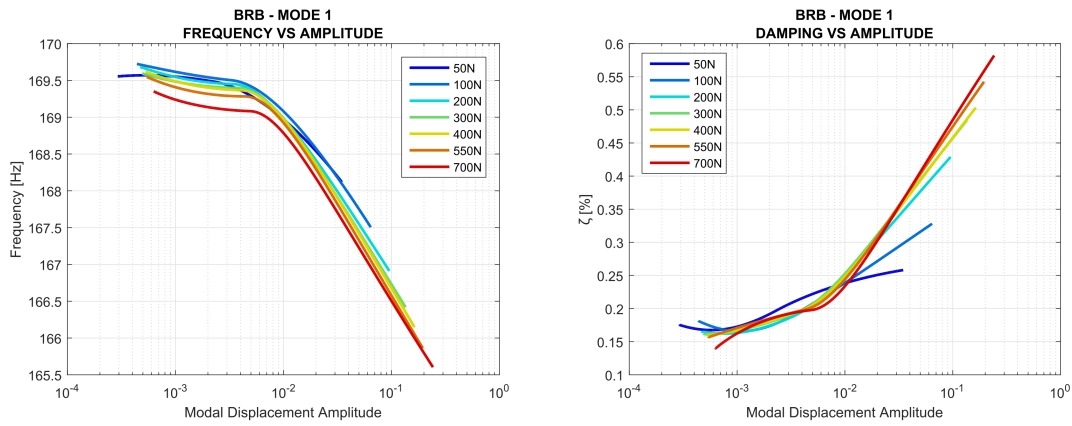 BRB - MODE 1
FREQUENCY VS AMPLITUDE
170
169.5
169
168.5
168
167.5
167
166.5
166
165.5
Frequency [Hz]
50N
100N
200N
300N
400N
550N
700N
10-4
10-3
10-2
10-1
100
Modal Displacement Amplitude
BRB - MODE 1
DAMPING VS AMPLITUDE
0.6
0.55
0.5
0.45
0.4
0.35
0.3
0.25
0.2
0.15
0.1
ζ [%]
50N
100N
200N
300N
400N
550N
700N
10-4
10-3
10-2
10-1
100
Modal Displacement Amplitude